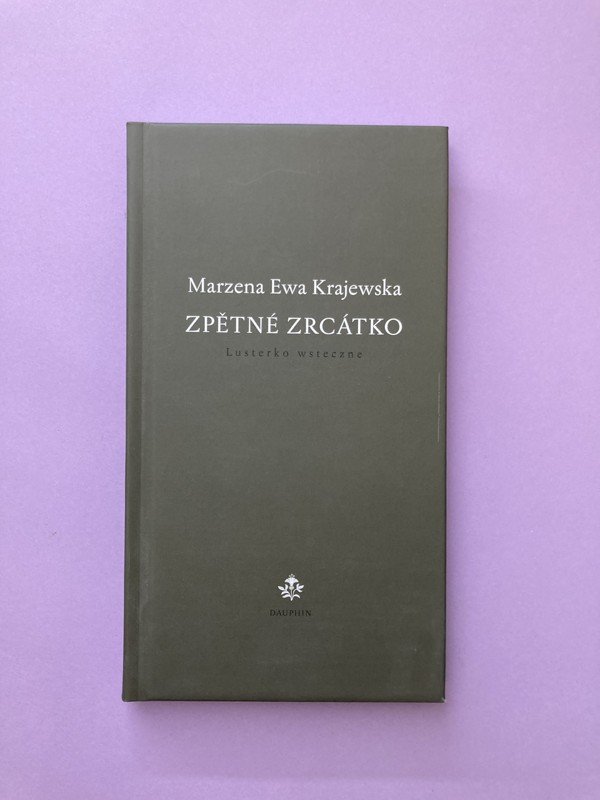 Marzena Ewa Krajewska
ZPĚTNÉ ZRCÁTKO
Lusterko wsteczne
DAUPHIN